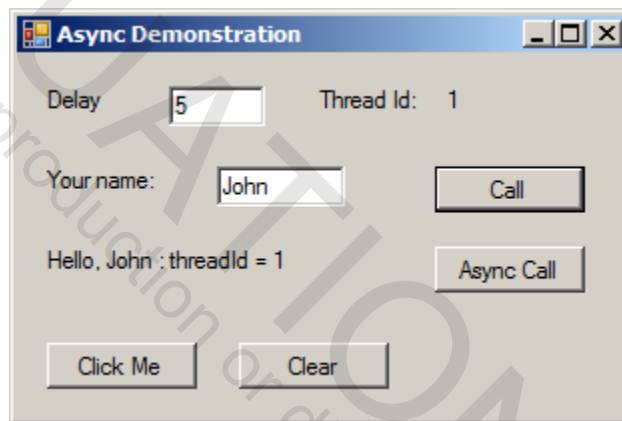 Async Demonstration
Delay 5 Thread Id: 1
Your name: John Call
Hello, John : threadId = 1 Async Call
Click Me Clear